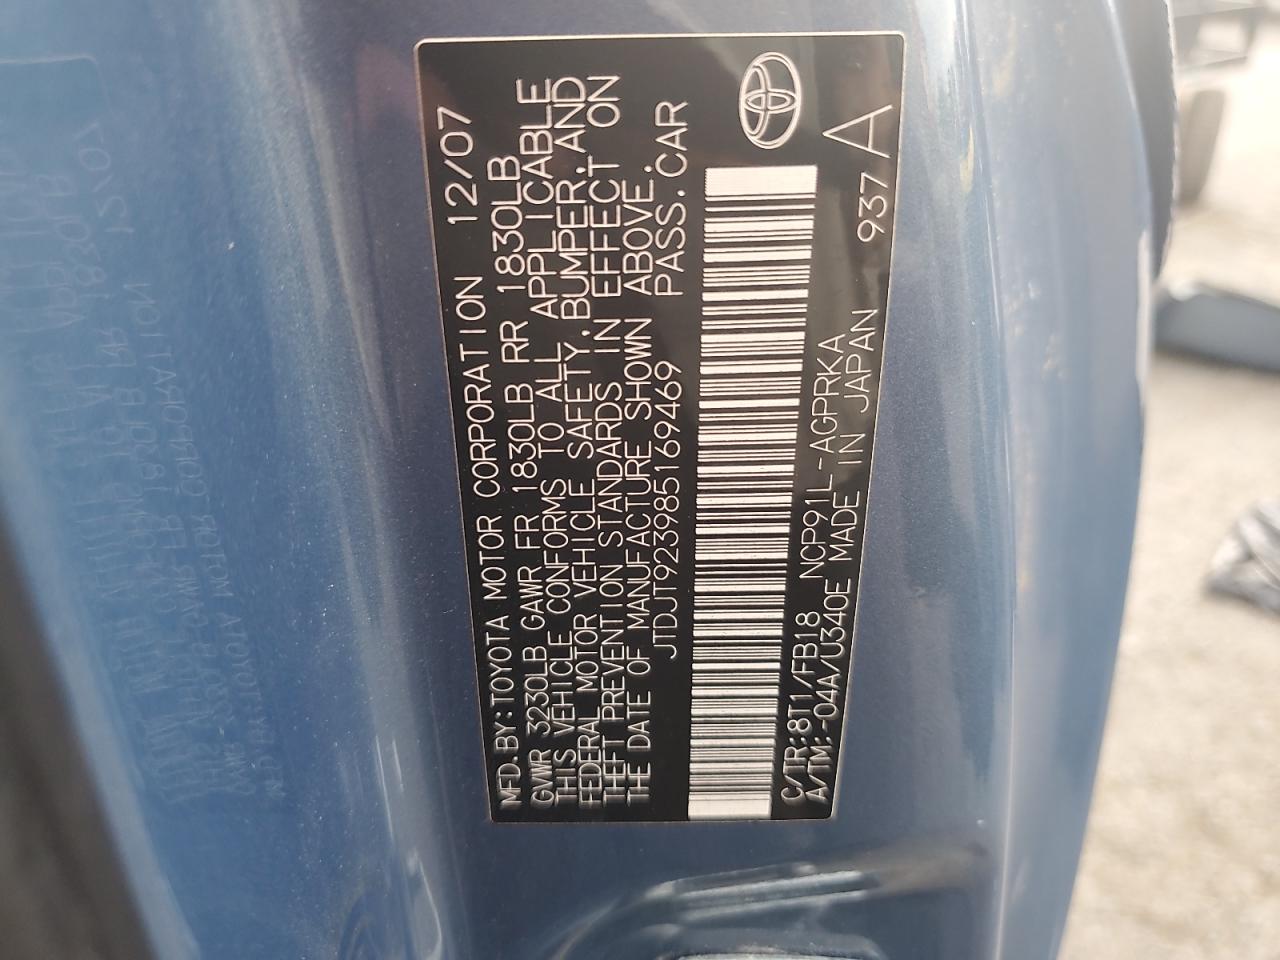 MFD.BY:TOYOTA MOTOR CORPORATION 12/07
GVWR 3230LB GAWR FR 1830LB RR 1830LB
THIS VEHICLE CONFORMS TO ALL APPLICABLE
FEDERAL MOTOR VEHICLE SAFETY,BUMPER,AND
THEFT PREVENTION STANDARDS IN EFFECT ON
THE DATE OF MANUFACTURE SHOWN ABOVE.
JTDJT923985169469 PASS.CAR
C/TR:8T1/FB18 NCP91L-AGPRKA 937
A/TM:-04A/U340E MADE IN JAPAN A